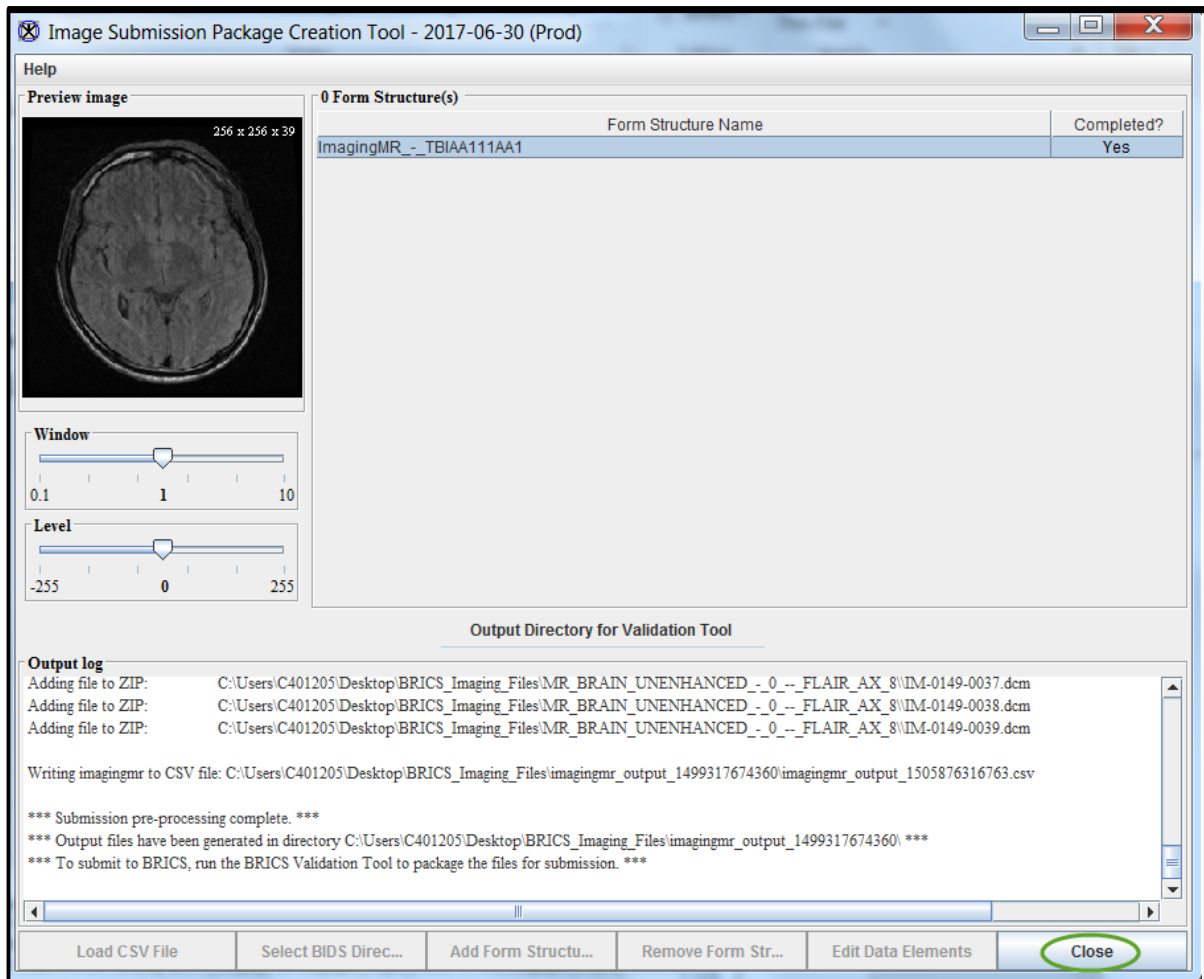 Image Submission Package Creation Tool - 2017-06-30 (Prod)
Help
Preview image
256 x 256 x 39
0 Form Structure(s)
Form Structure Name Completed?
ImagingMR_-_TBIAA111AA1 Yes
Window
0.1 1 10
Level
-255 0 255
Output Directory for Validation Tool
Output log
Adding file to ZIP: C:\Users\C401205\Desktop\BRICS_Imaging_Files\MR_BRAIN_UNENHANCED_-_0_--_FLAIR_AX_8\\IM-0149-0037.dcm
Adding file to ZIP: C:\Users\C401205\Desktop\BRICS_Imaging_Files\MR_BRAIN_UNENHANCED_-_0_--_FLAIR_AX_8\\IM-0149-0038.dcm
Adding file to ZIP: C:\Users\C401205\Desktop\BRICS_Imaging_Files\MR_BRAIN_UNENHANCED_-_0_--_FLAIR_AX_8\\IM-0149-0039.dcm
Writing imagingmr to CSV file: C:\Users\C401205\Desktop\BRICS_Imaging_Files\imagingmr_output_1499317674360\imagingmr_output_1505876316763.csv
*** Submission pre-processing complete. ***
*** Output files have been generated in directory C:\Users\C401205\Desktop\BRICS_Imaging_Files\imagingmr_output_1499317674360\ ***
*** To submit to BRICS, run the BRICS Validation Tool to package the files for submission. ***
Load CSV File Select BIDS Direc... Add Form Structu... Remove Form Str... Edit Data Elements Close